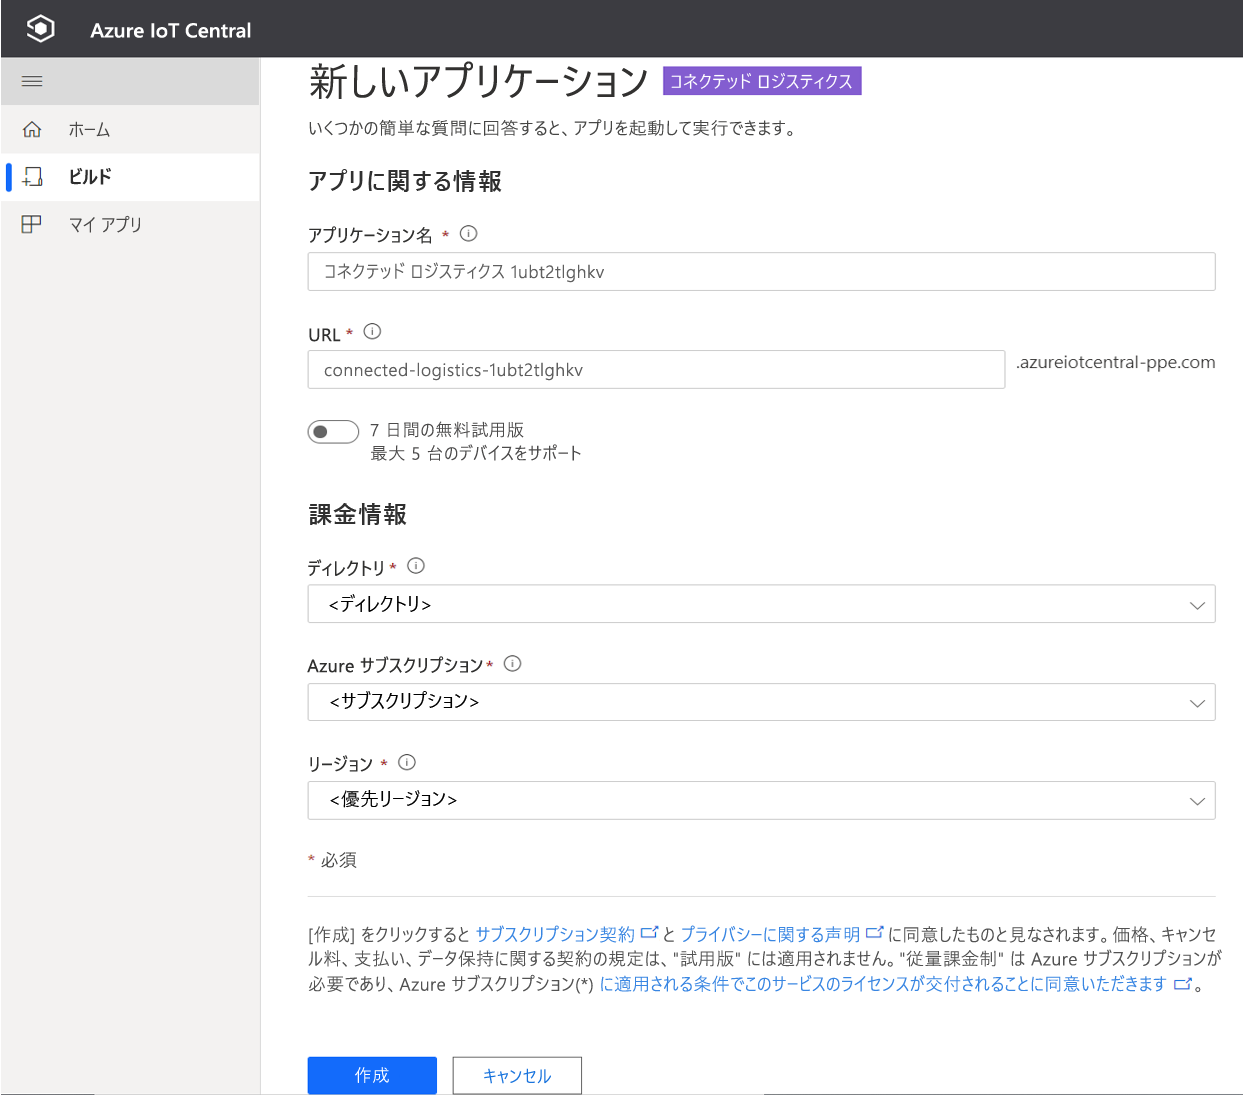 Azure IoT Central
ホーム
ビルド
マイ アプリ
新しいアプリケーション コネクテッド ロジスティクス
いくつかの簡単な質問に回答すると、アプリを起動して実行できます。
アプリに関する情報
アプリケーション名 *
コネクテッド ロジスティクス 1ubt2tlghkv
URL *
connected-logistics-1ubt2tlghkv .azureiotcentral-ppe.com
7 日間の無料試用版
最大 5 台のデバイスをサポート
課金情報
ディレクトリ *
<ディレクトリ>
Azure サブスクリプション *
<サブスクリプション>
リージョン *
<優先リージョン>
* 必須
[作成] をクリックすると サブスクリプション契約 と プライバシーに関する声明 に同意したものと見なされます。価格、キャンセ
ル料、支払い、データ保持に関する契約の規定は、"試用版" には適用されません。"従量課金制" は Azure サブスクリプションが
必要であり、Azure サブスクリプション(*) に適用される条件でこのサービスのライセンスが交付されることに同意いただきます 。
作成 キャンセル